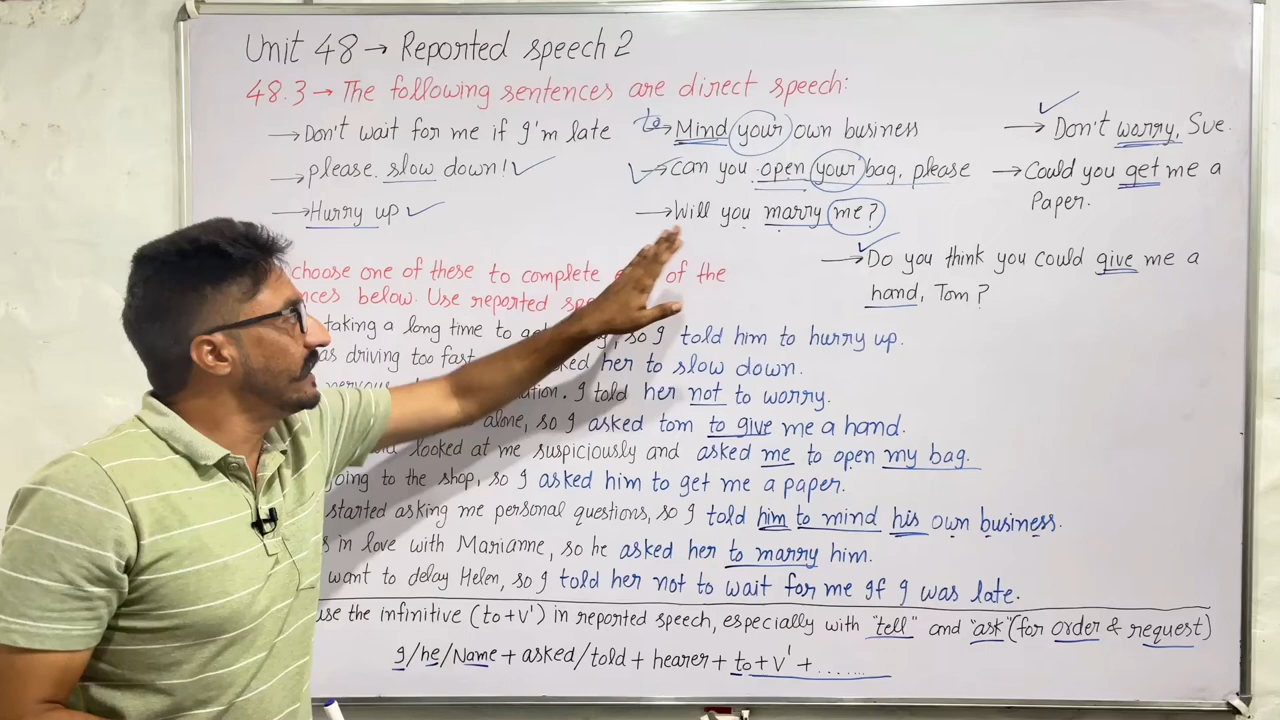 Unit 48 → Reported speech 2
48.3 → The following sentences are direct speech:
→ Don't wait for me if I'm late
→ please. slow down! ✓
→ Hurry up ✓
to → Mind your own business
✓ → Can you open your bag, please
→ Will you marry me?
✓ → Don't worry, Sue.
→ Could you get me a
Paper.
✓ → Do you think you could give me a
hand, Tom?
choose one of these to complete of the
below. Use reported
taking a long time to so I told him to hurry up.
driving too fast her to slow down.
I told her not to worry.
alone, so I asked tom to give me a hand.
looked at me suspiciously and asked me to open my bag.
going to the shop, so I asked him to get me a paper.
started asking me personal questions, so I told him to mind his own business.
in love with Marianne, so he asked her to marry him.
want to delay Helen, so I told her not to wait for me If I was late.
use the infinitive (to+v¹) in reported speech, especially with "tell" and "ask" (for order & request)
I/he/Name + asked/told + hearer + to + v¹ + .......